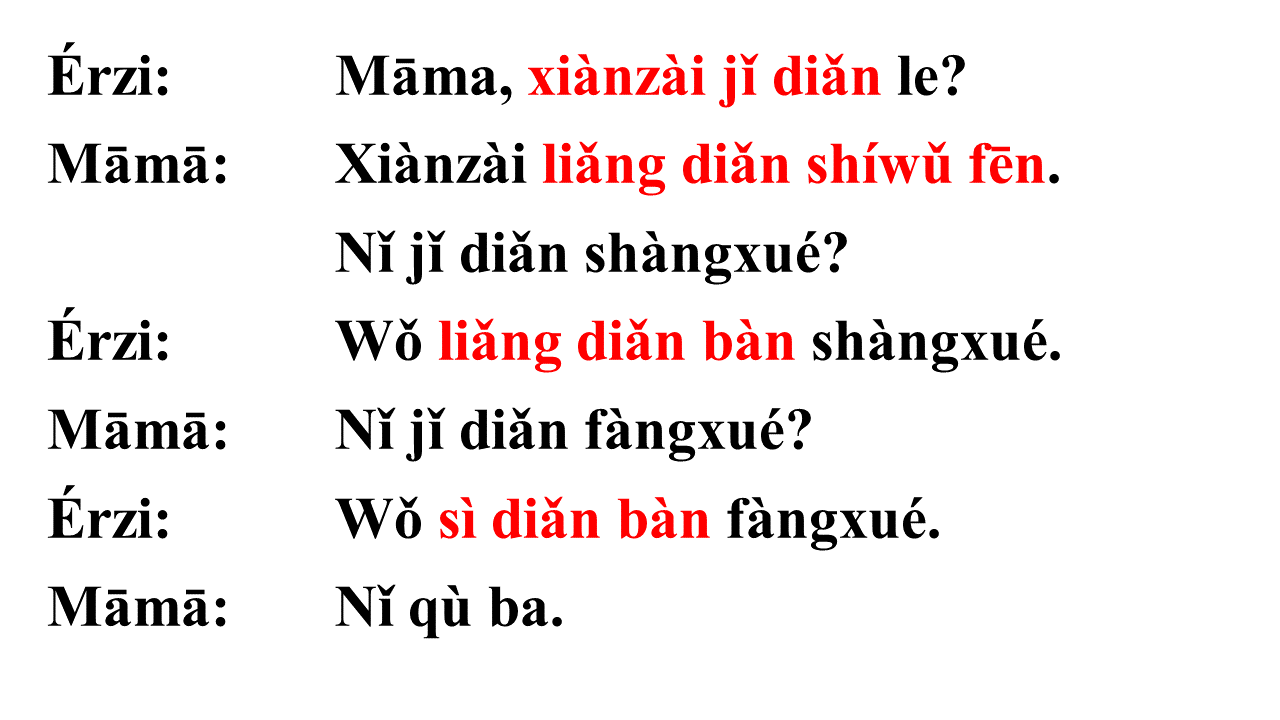 Érzi: Māma, xiànzài jǐ diǎn le?
Māmā: Xiànzài liǎng diǎn shíwǔ fēn.
Nǐ jǐ diǎn shàngxué?
Érzi: Wǒ liǎng diǎn bàn shàngxué.
Māmā: Nǐ jǐ diǎn fàngxué?
Érzi: Wǒ sì diǎn bàn fàngxué.
Māmā: Nǐ qù ba.